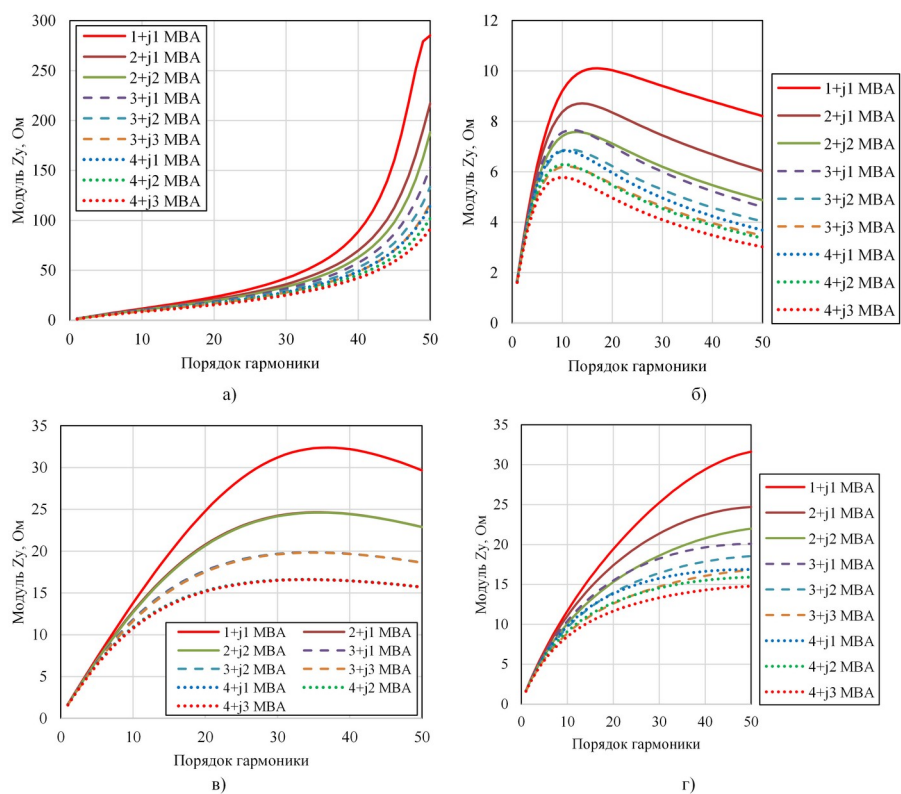 300
250
200
150
100
50
0
Модуль Zу, Ом
1+j1 МВА
2+j1 МВА
2+j2 МВА
3+j1 МВА
3+j2 МВА
3+j3 МВА
4+j1 МВА
4+j2 МВА
4+j3 МВА
0 10 20 30 40 50
Порядок гармоники
а)
12
10
8
6
4
2
0
Модуль Zу, Ом
0 10 20 30 40 50
Порядок гармоники
1+j1 МВА
2+j1 МВА
2+j2 МВА
3+j1 МВА
3+j2 МВА
3+j3 МВА
4+j1 МВА
4+j2 МВА
4+j3 МВА
б)
35
30
25
20
15
10
5
0
Модуль Zу, Ом
1+j1 МВА 2+j1 МВА
2+j2 МВА 3+j1 МВА
3+j2 МВА 3+j3 МВА
4+j1 МВА 4+j2 МВА
4+j3 МВА
0 10 20 30 40 50
Порядок гармоники
в)
35
30
25
20
15
10
5
0
Модуль Zу, Ом
0 10 20 30 40 50
Порядок гармоники
1+j1 МВА
2+j1 МВА
2+j2 МВА
3+j1 МВА
3+j2 МВА
3+j3 МВА
4+j1 МВА
4+j2 МВА
4+j3 МВА
г)